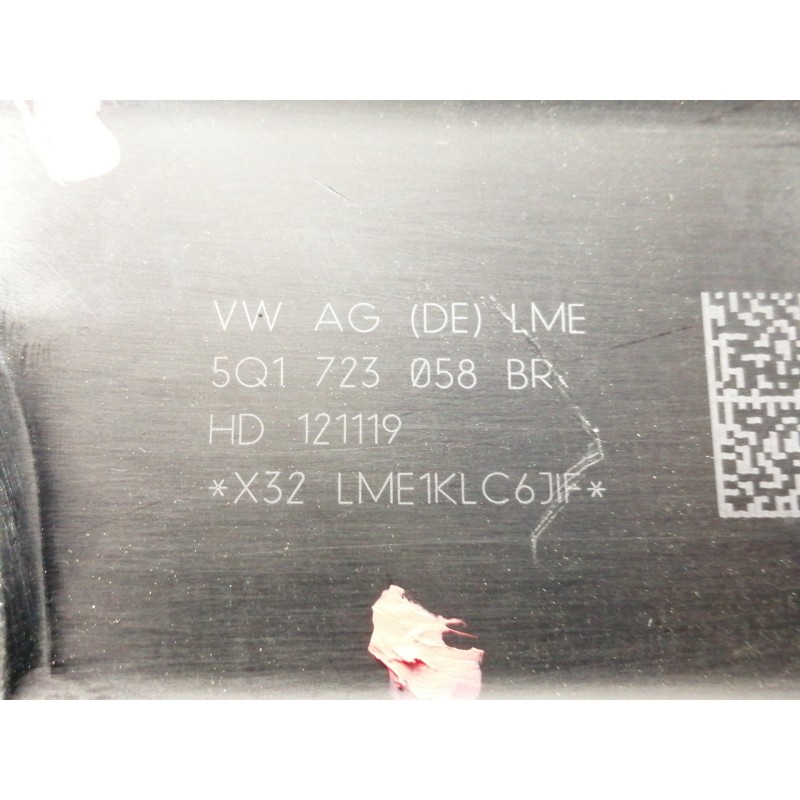 VW AG (DE) LME
5Q1 723 058 BR
HD 121119
*X32 LME1KLC6JIF*